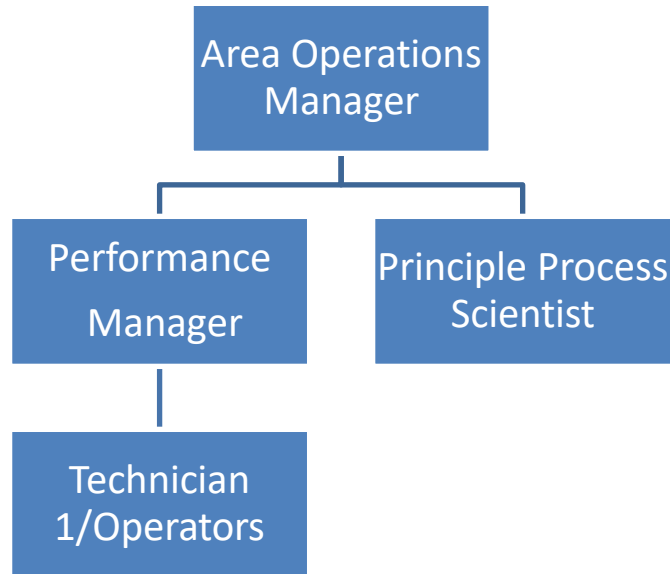 Area Operations
Manager
Performance
Manager
Principle Process
Scientist
Technician
1/Operators